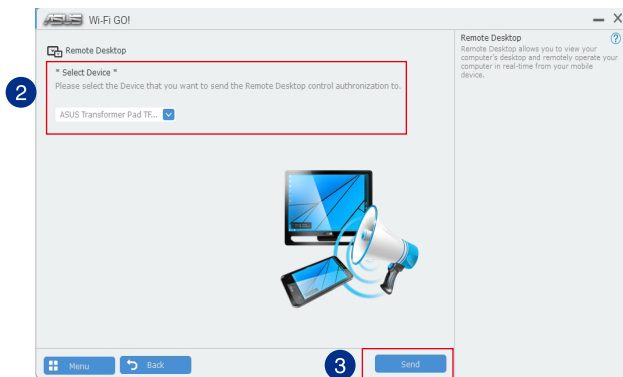 ASUS Wi-Fi GO!
Remote Desktop
* Select Device *
Please select the Device that you want to send the Remote Desktop control authronization to.
ASUS Transformer Pad TF...
2
3
Menu
Back
Send
Remote Desktop
?
Remote Desktop allows you to view your
computer's desktop and remotely operate your
computer in real-time from your mobile
device.